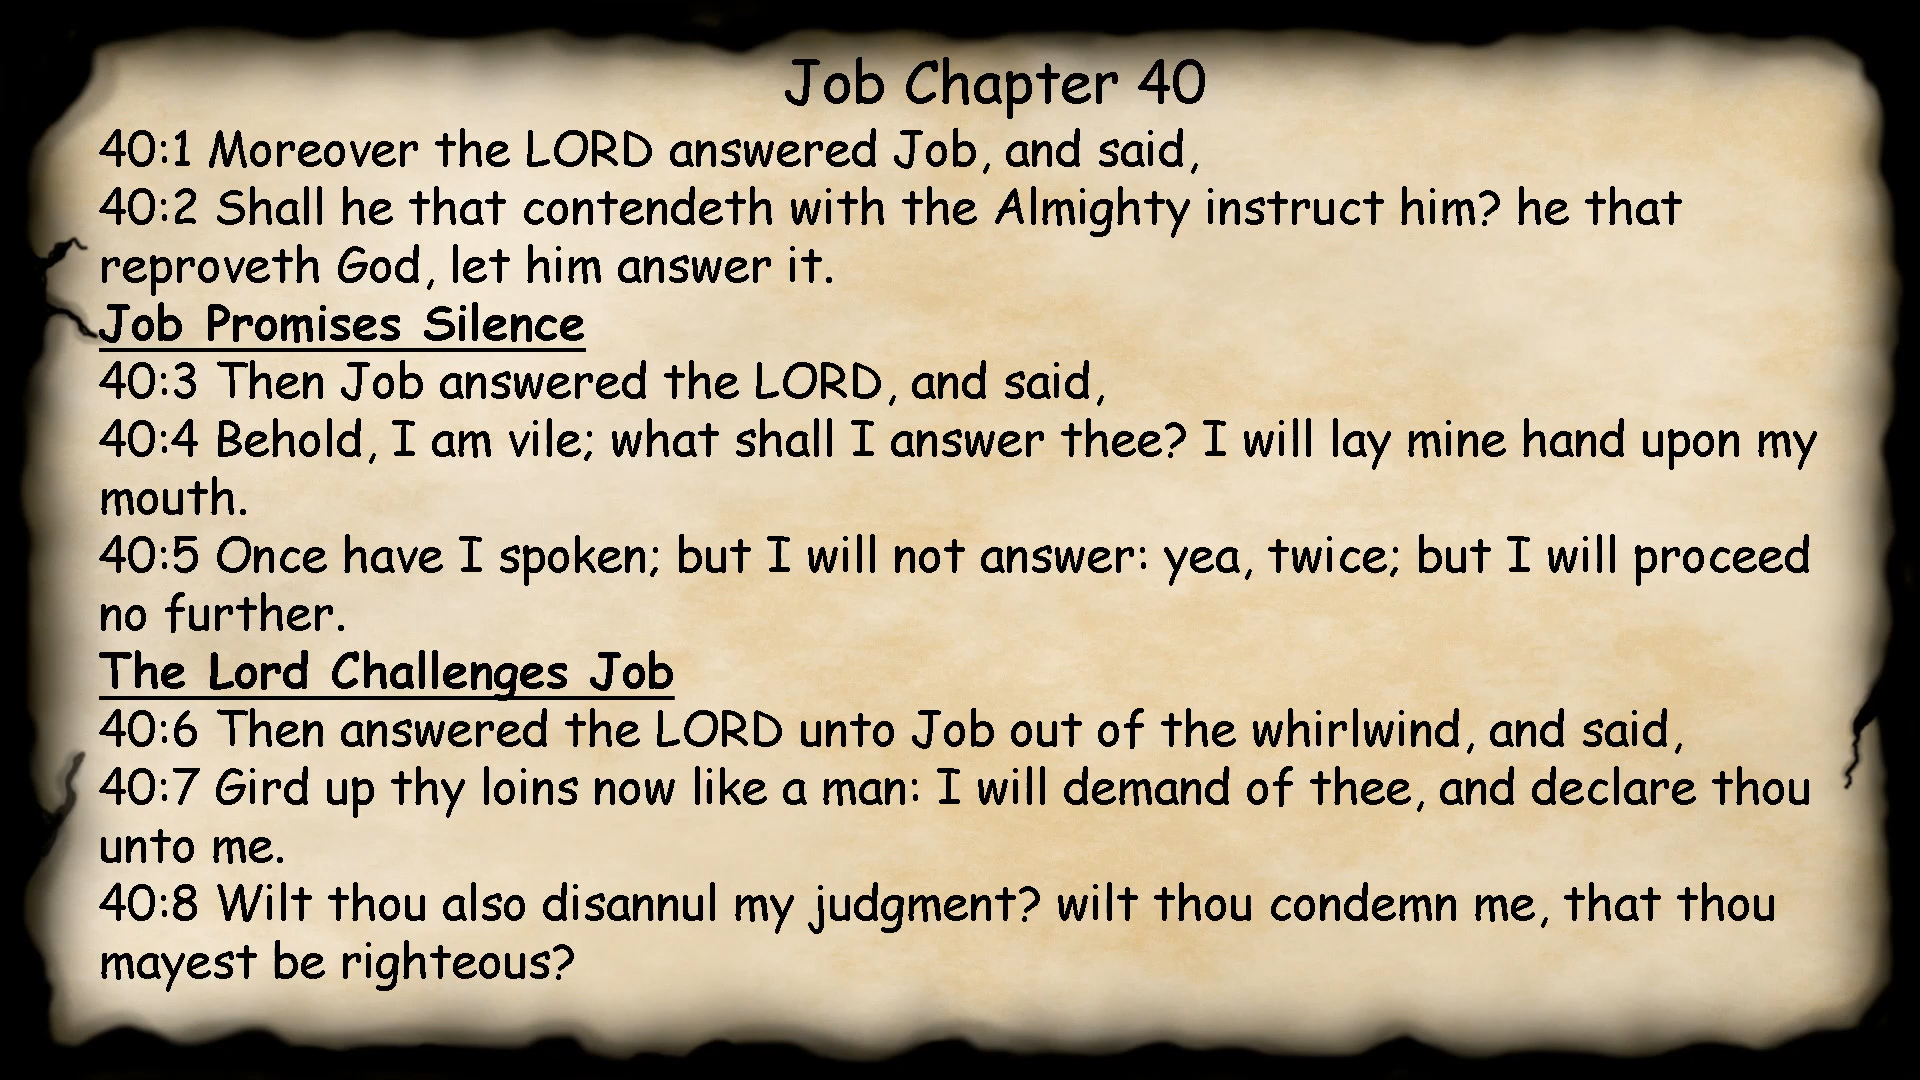 Job Chapter 40
40:1 Moreover the LORD answered Job, and said,
40:2 Shall he that contendeth with the Almighty instruct him? he that
reproveth God, let him answer it.
Job Promises Silence
40:3 Then Job answered the LORD, and said,
40:4 Behold, I am vile; what shall I answer thee? I will lay mine hand upon my
mouth.
40:5 Once have I spoken; but I will not answer: yea, twice; but I will proceed
no further.
The Lord Challenges Job
40:6 Then answered the LORD unto Job out of the whirlwind, and said,
40:7 Gird up thy loins now like a man: I will demand of thee, and declare thou
unto me.
40:8 Wilt thou also disannul my judgment? wilt thou condemn me, that thou
mayest be righteous?